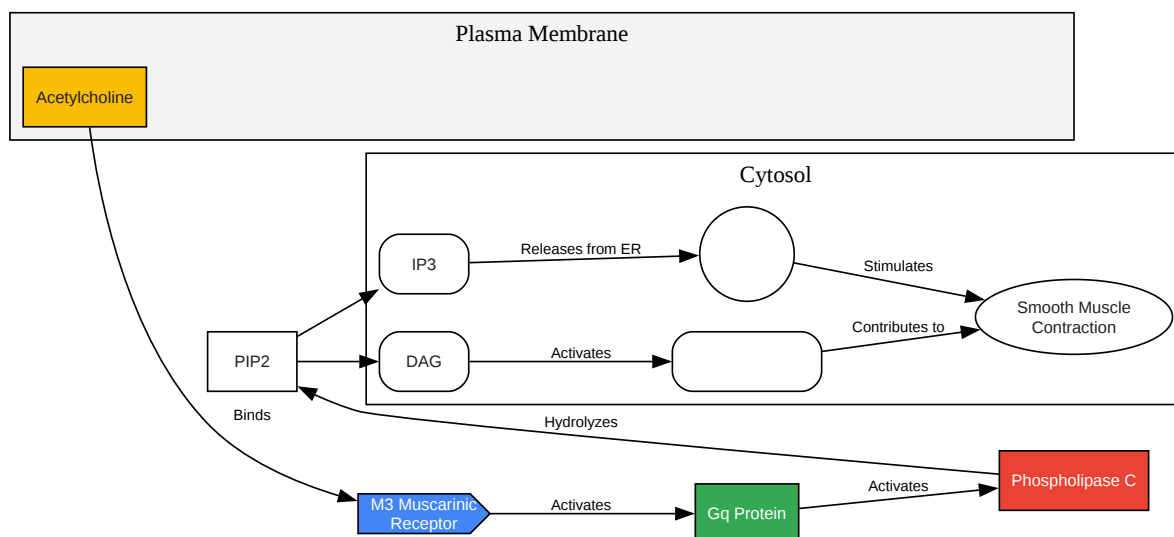 Plasma Membrane
Acetylcholine
Cytosol
IP3
Releases from ER
Stimulates
Smooth Muscle
Contraction
Contributes to
PIP2
DAG
Activates
Binds
Hydrolyzes
Phospholipase C
M3 Muscarinic
Receptor
Activates
Gq Protein
Activates